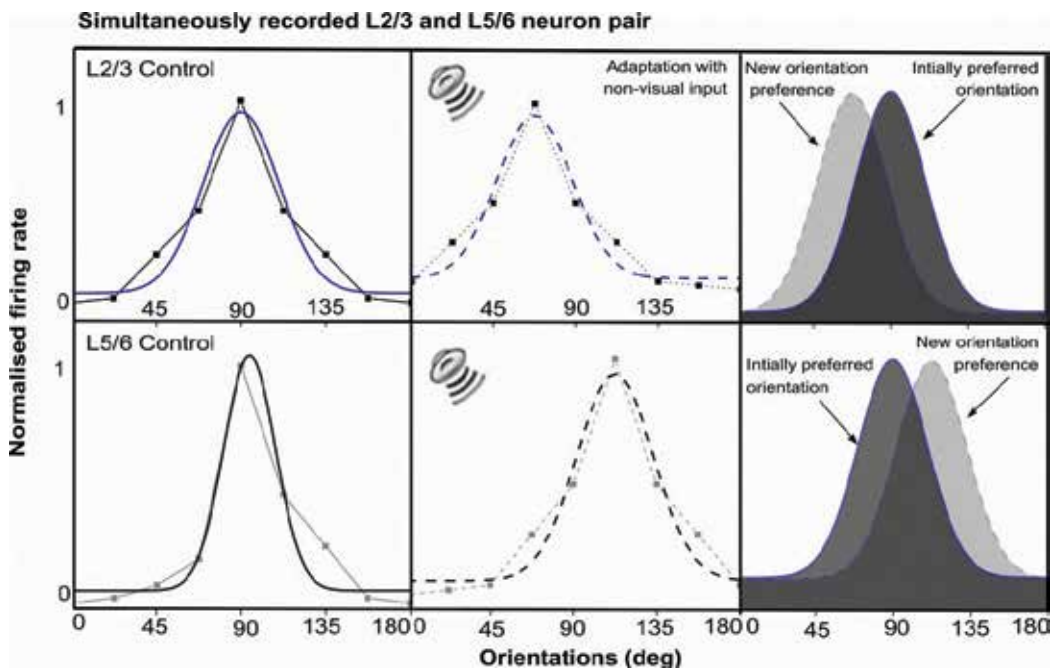 Simultaneously recorded L2/3 and L5/6 neuron pair
L2/3 Control
Adaptation with
non-visual input
New orientation
preference
Intially preferred
orientation
1
0
45
90
135
45
90
135
L5/6 Control
Intially preferred
orientation
New orientation
preference
1
0
0
45
90
135
180
0
45
90
135
180
0
45
90
135
180
Normalised firing rate
Orientations (deg)